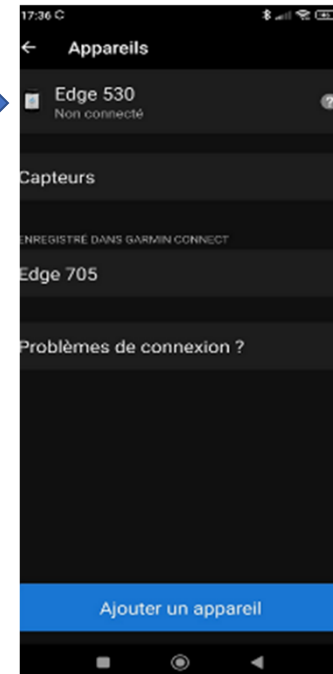 17:36
Appareils
Edge 530
Non connecté
Capteurs
ENREGISTRÉ DANS GARMIN CONNECT
Edge 705
Problèmes de connexion ?
Ajouter un appareil